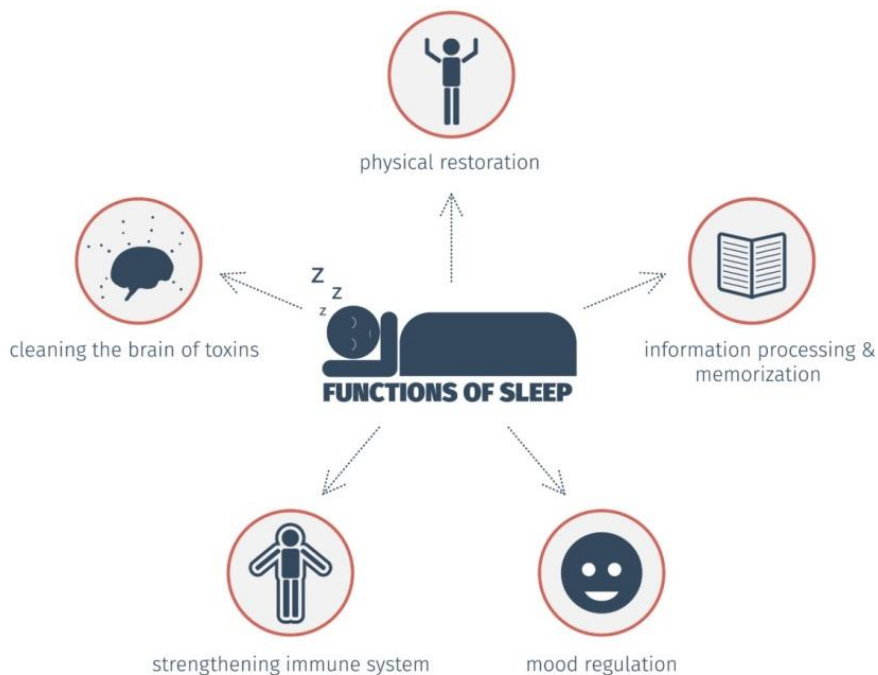 physical restoration
cleaning the brain of toxins
Z
Z
Z
information processing &
memorization
FUNCTIONS OF SLEEP
strengthening immune system
mood regulation